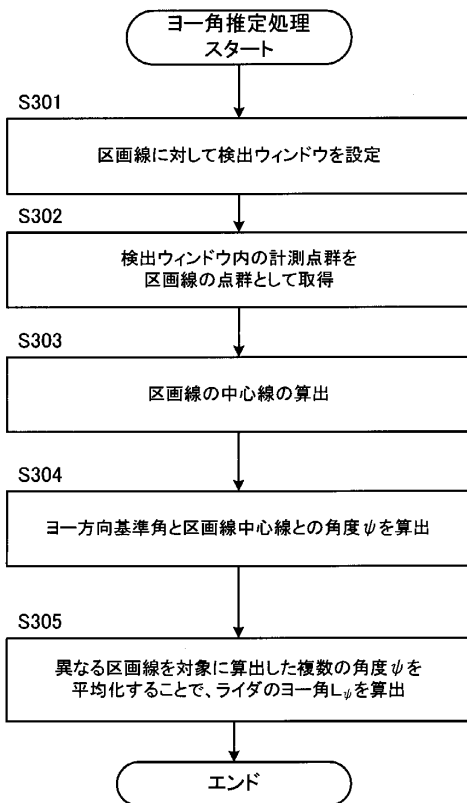 ヨー角推定処理
スタート
S301
区画線に対して検出ウィンドウを設定
S302
検出ウィンドウ内の計測点群を
区画線の点群として取得
S303
区画線の中心線の算出
S304
ヨー方向基準角と区画線中心線との角度ψを算出
S305
異なる区画線を対象に算出した複数の角度ψを
平均化することで、ライダのヨー角Lψを算出
エンド